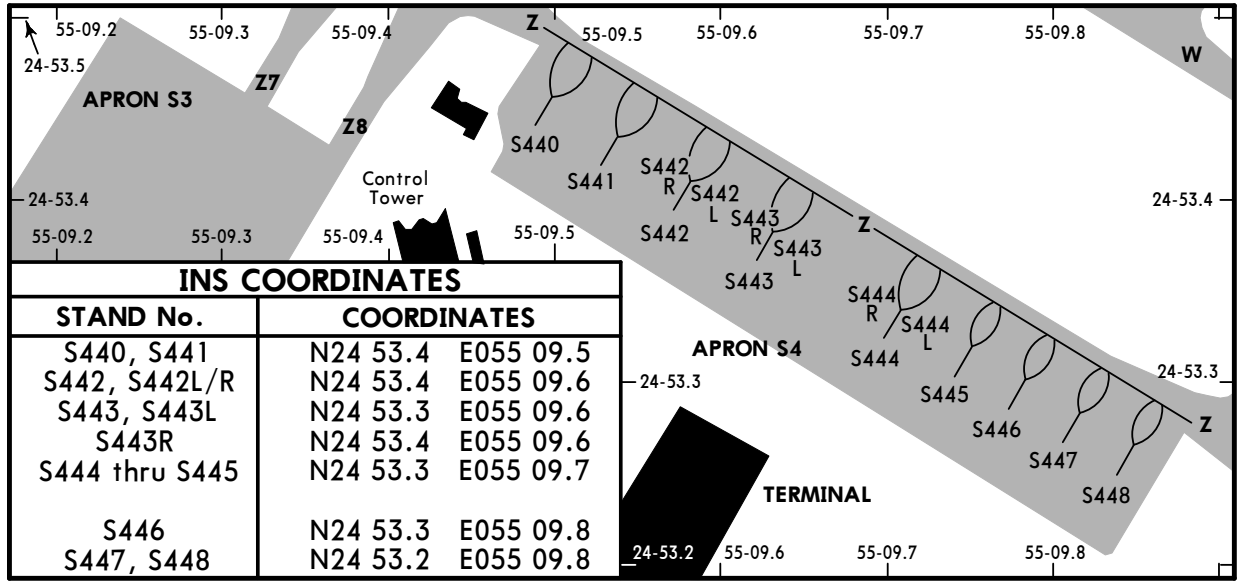 55-09.2 55-09.3 55-09.4 Z 55-09.5 55-09.6 55-09.7 55-09.8
24-53.5
W
APRON S3
Z7
Z8
S440
S441
S442
R
S442
L
S442
Control
Tower
24-53.4
24-53.4
S443
R
S443
L
S443
Z
55-09.2 55-09.3 55-09.4 55-09.5
INS COORDINATES
STAND No. COORDINATES
S440, S441 N24 53.4 E055 09.5
S442, S442L/R N24 53.4 E055 09.6
S443, S443L N24 53.3 E055 09.6
S443R N24 53.4 E055 09.6
S444 thru S445 N24 53.3 E055 09.7
S446 N24 53.3 E055 09.8
S447, S448 N24 53.2 E055 09.8
S444
R
S444
L
S444
APRON S4
24-53.3
24-53.3
S445
S446
Z
S447
S448
TERMINAL
24-53.2 55-09.6 55-09.7 55-09.8